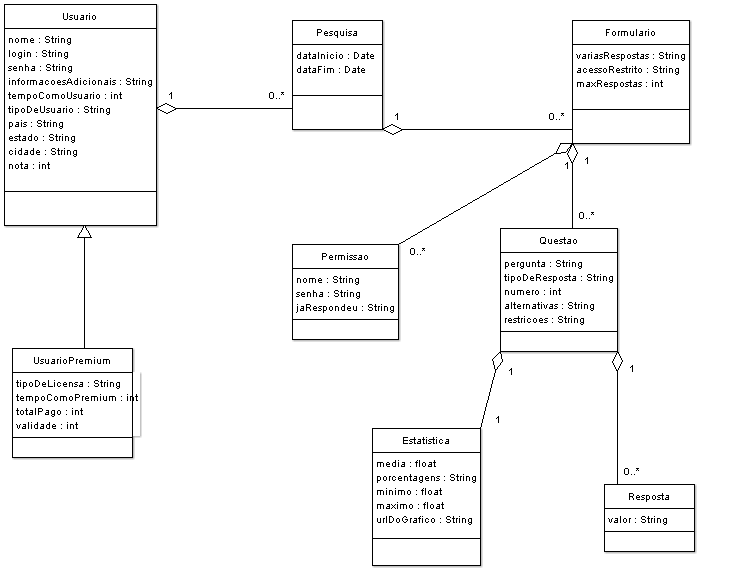 Usuario
nome : String
login : String
senha : String
informacoesAdicionais : String
tempoComoUsuario : int
tipoDeUsuario : String
pais : String
estado : String
cidade : String
nota : int
1
0..*
Pesquisa
dataInicio : Date
dataFim : Date
1
0..*
Formulario
variasRespostas : String
acessoRestrito : String
maxRespostas : int
1
1
0..*
0..*
Permissao
nome : String
senha : String
jaRespondeu : String
Questao
pergunta : String
tipoDeResposta : String
numero : int
alternativas : String
restricoes : String
1
1
1
0..*
UsuarioPremium
tipoDeLicensa : String
tempoComoPremium : int
totalPago : int
validade : int
Estatistica
media : float
porcentagens : String
minimo : float
maximo : float
urlDoGrafico : String
Resposta
valor : String